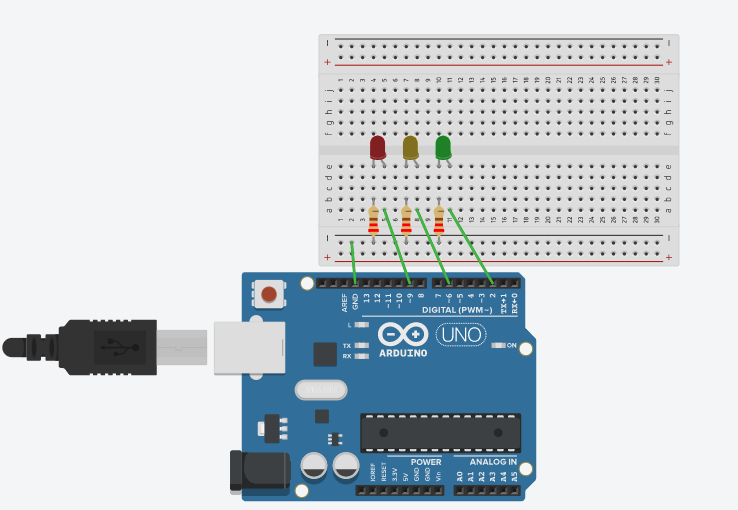 - -
+ +
1 2 3 4 5 6 7 8 9 10 11 12 13 14 15 16 17 18 19 20 21 22 23 24 25 26 27 28 29 30
j j
i i
h h
g g
f f
e e
d d
c c
b b
a a
1 2 3 4 5 6 7 8 9 10 11 12 13 14 15 16 17 18 19 20 21 22 23 24 25 26 27 28 29 30
- -
+ +
AREF GND 13 12 ~11 ~10 ~9 8 7 ~6 ~5 4 ~3 2 TX→1 RX←0
DIGITAL (PWM~)
L
TX
RX
ARDUINO
UNO
ON
POWER
ANALOG IN
IOREF RESET 3.3V 5V GND GND Vin A0 A1 A2 A3 A4 A5